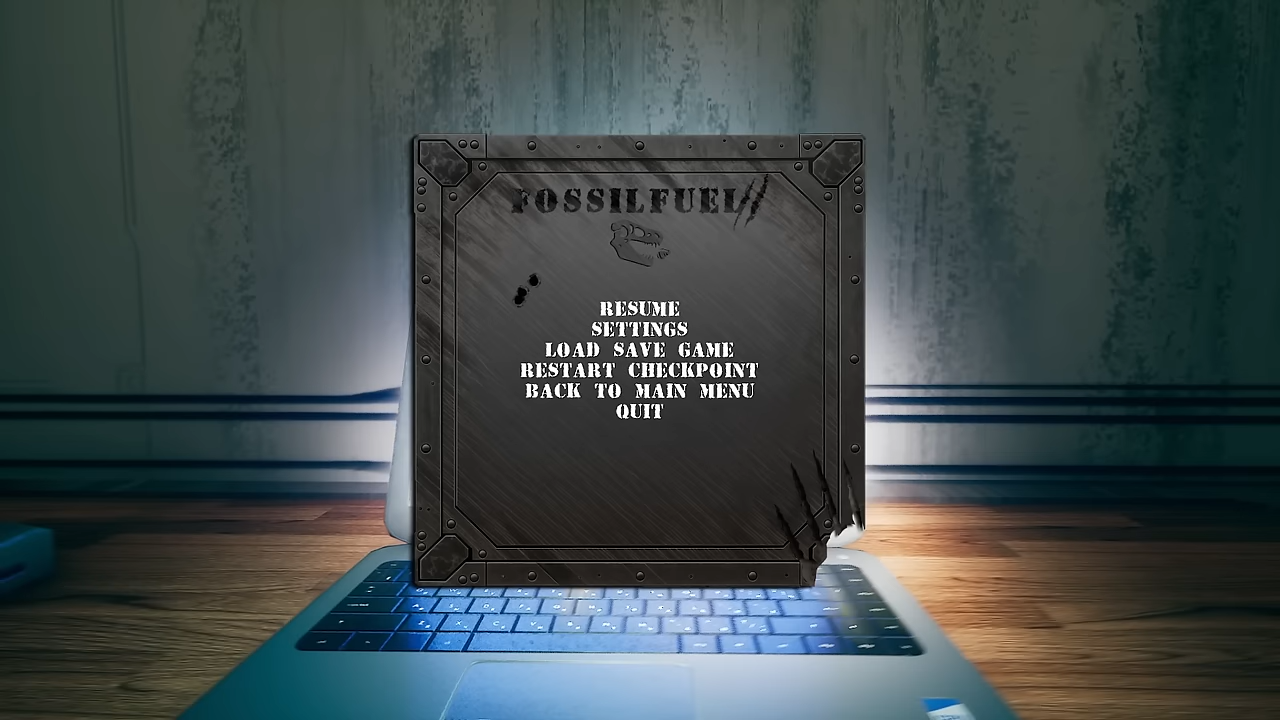 FOSSILFUEL
RESUME
SETTINGS
LOAD SAVE GAME
RESTART CHECKPOINT
BACK TO MAIN MENU
QUIT